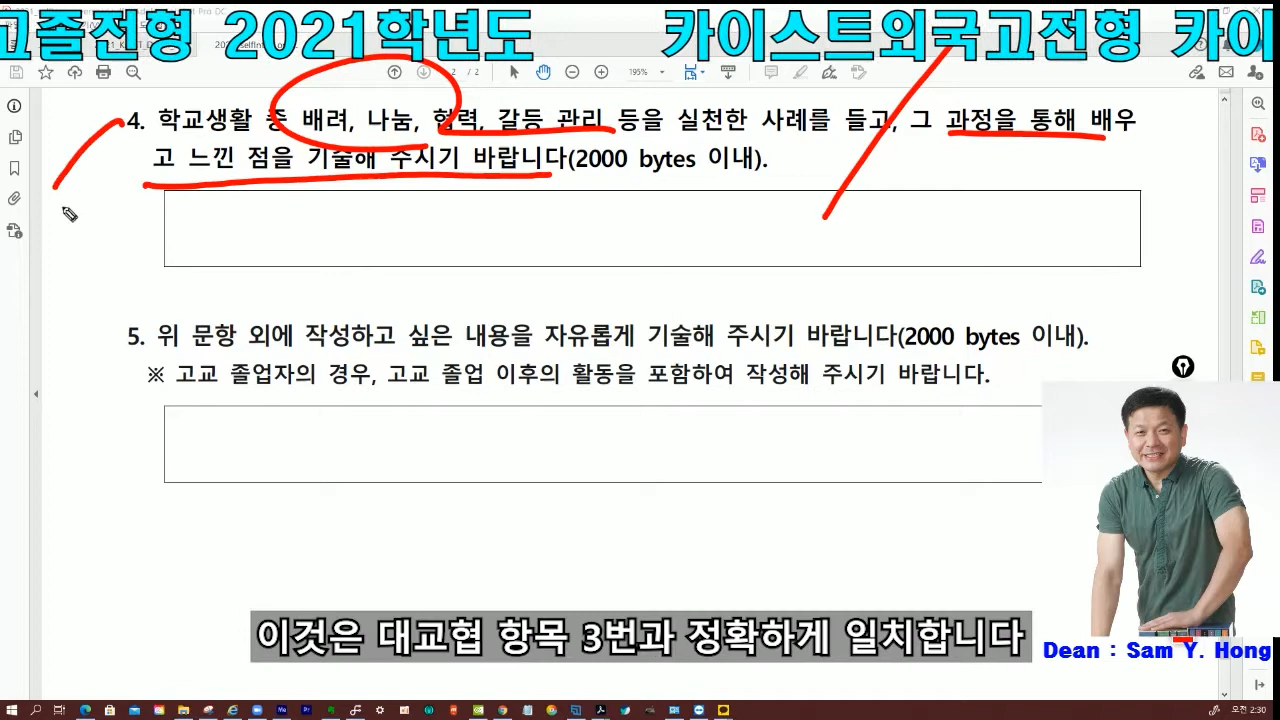 고졸전형 2021학년도 카이스트외국고전형 카이
2 / 2
195%
4. 학교생활 중 배려, 나눔, 협력, 갈등 관리 등을 실천한 사례를 들고, 그 과정을 통해 배우
고 느낀 점을 기술해 주시기 바랍니다(2000 bytes 이내).
5. 위 문항 외에 작성하고 싶은 내용을 자유롭게 기술해 주시기 바랍니다(2000 bytes 이내).
※ 고교 졸업자의 경우, 고교 졸업 이후의 활동을 포함하여 작성해 주시기 바랍니다.
이것은 대교협 항목 3번과 정확하게 일치합니다
Dean : Sam Y. Hong
오전 2:30